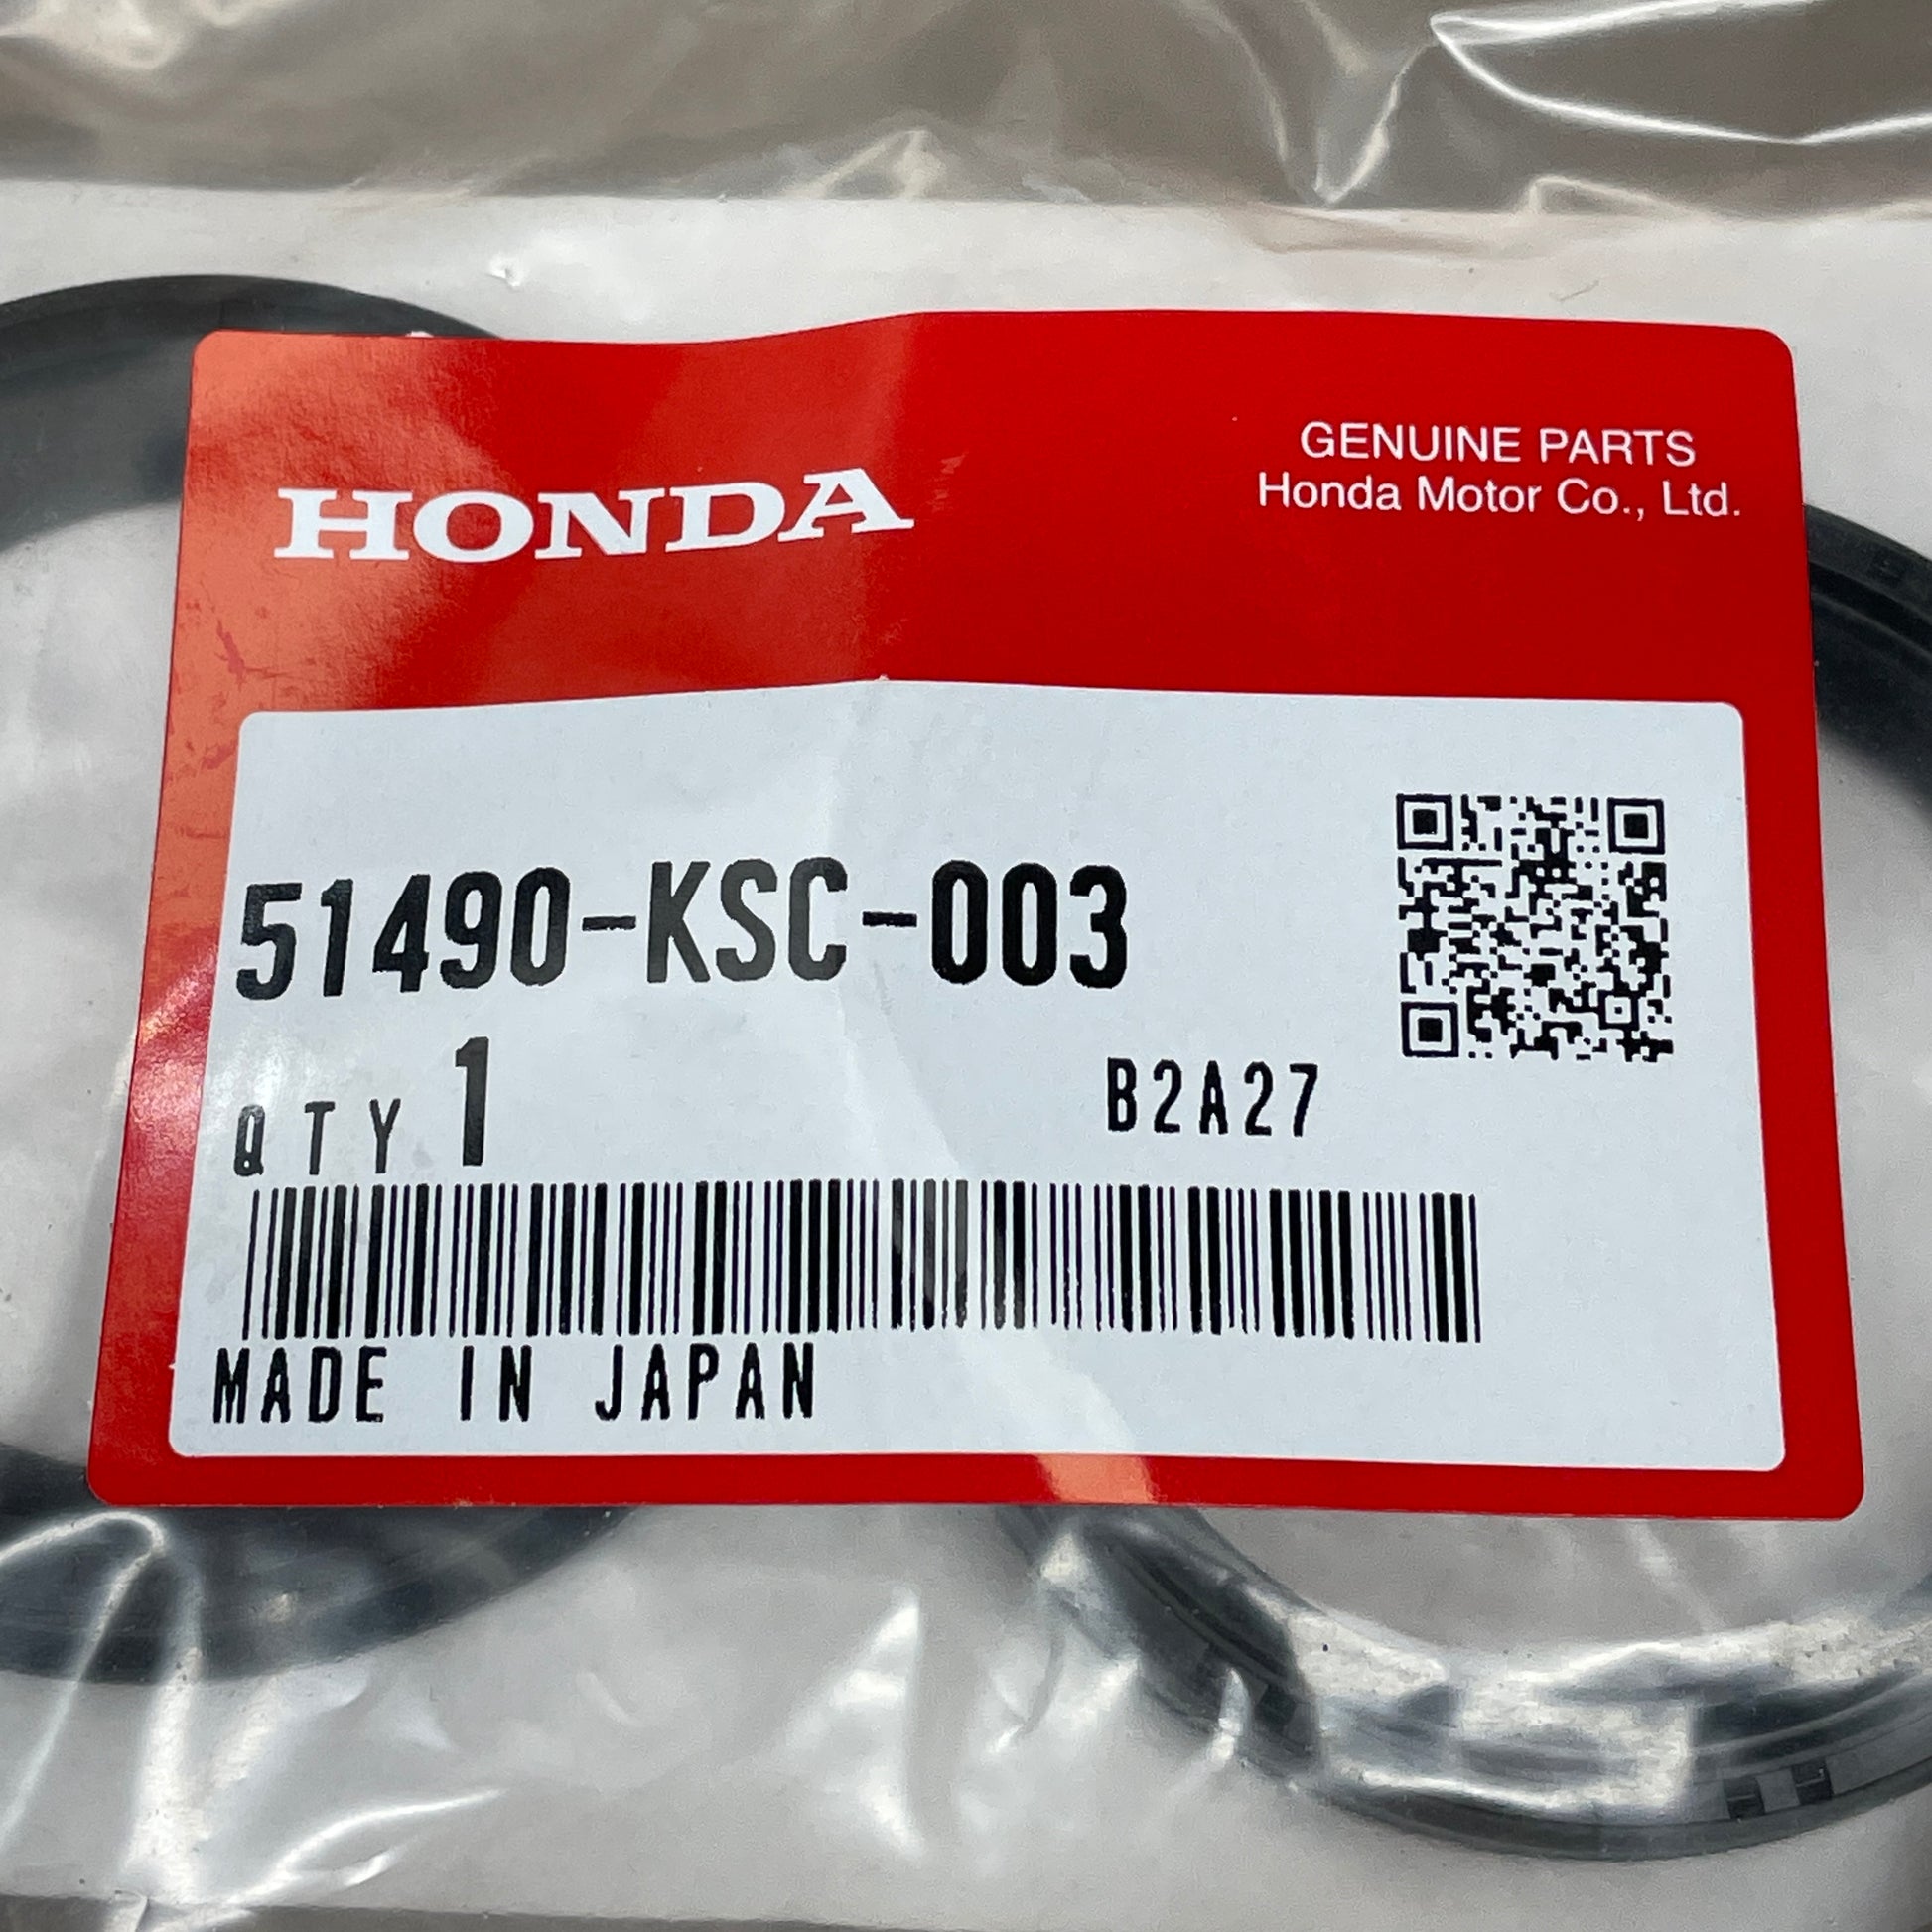 HONDA
GENUINE PARTS
Honda Motor Co., Ltd.
51490-KSC-003
QTY 1
B2A27
MADE IN JAPAN